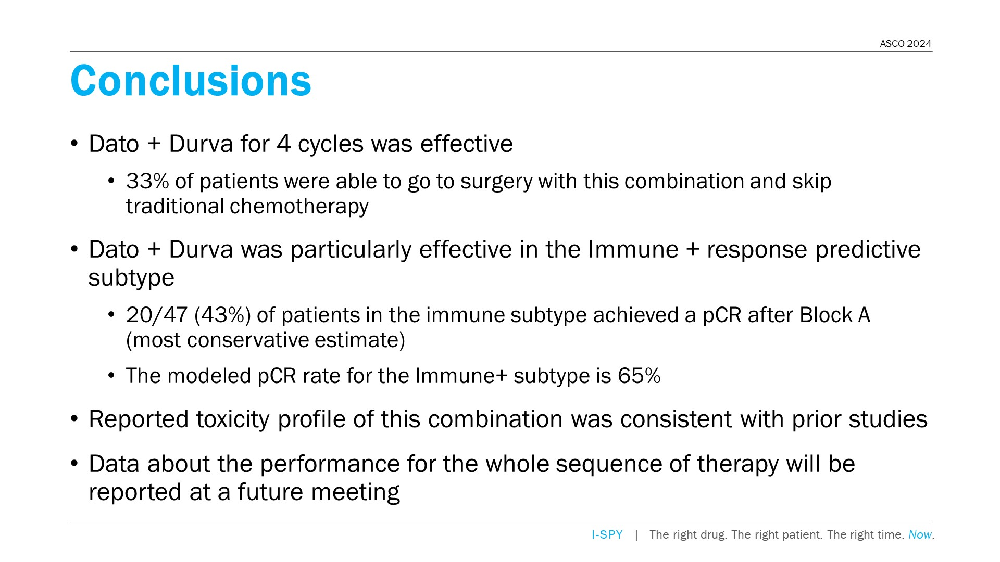 ASCO 2024
Conclusions
• Dato + Durva for 4 cycles was effective
• 33% of patients were able to go to surgery with this combination and skip
traditional chemotherapy
• Dato + Durva was particularly effective in the Immune + response predictive
subtype
• 20/47 (43%) of patients in the immune subtype achieved a pCR after Block A
(most conservative estimate)
• The modeled pCR rate for the Immune+ subtype is 65%
• Reported toxicity profile of this combination was consistent with prior studies
• Data about the performance for the whole sequence of therapy will be
reported at a future meeting
I-SPY | The right drug. The right patient. The right time. Now.